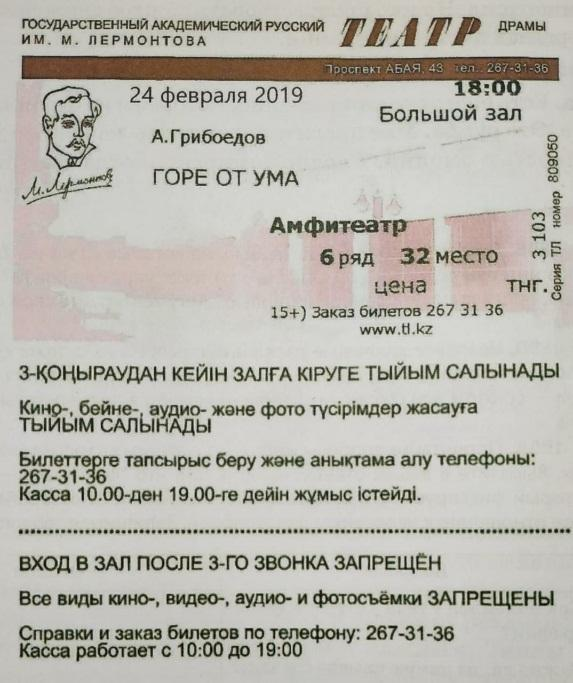 ГОСУДАРСТВЕННЫЙ АКАДЕМИЧЕСКИЙ РУССКИЙ ТЕАТР ДРАМЫ
ИМ. М. ЛЕРМОНТОВА
Проспект АБАЯ, 43 тел.. 267-31-36
24 февраля 2019 18:00
Большой зал
А.Грибоедов
М. Лермонтов
ГОРЕ ОТ УМА
Амфитеатр
6 ряд 32 место
цена тнг.
15+) Заказ билетов 267 31 36
www.tl.kz
Серия ТЛ номер 809050
3 103
3-ҚОҢЫРАУДАН КЕЙІН ЗАЛҒА КІРУГЕ ТЫЙЫМ САЛЫНАДЫ
Кино-, бейне-, аудио- және фото түсірімдер жасауға
ТЫЙЫМ САЛЫНАДЫ
Билеттерге тапсырыс беру және анықтама алу телефоны:
267-31-36
Касса 10.00-ден 19.00-ге дейін жұмыс істейді.
ВХОД В ЗАЛ ПОСЛЕ 3-ГО ЗВОНКА ЗАПРЕЩЁН
Все виды кино-, видео-, аудио- и фотосъёмки ЗАПРЕЩЕНЫ
Справки и заказ билетов по телефону: 267-31-36
Касса работает с 10:00 до 19:00